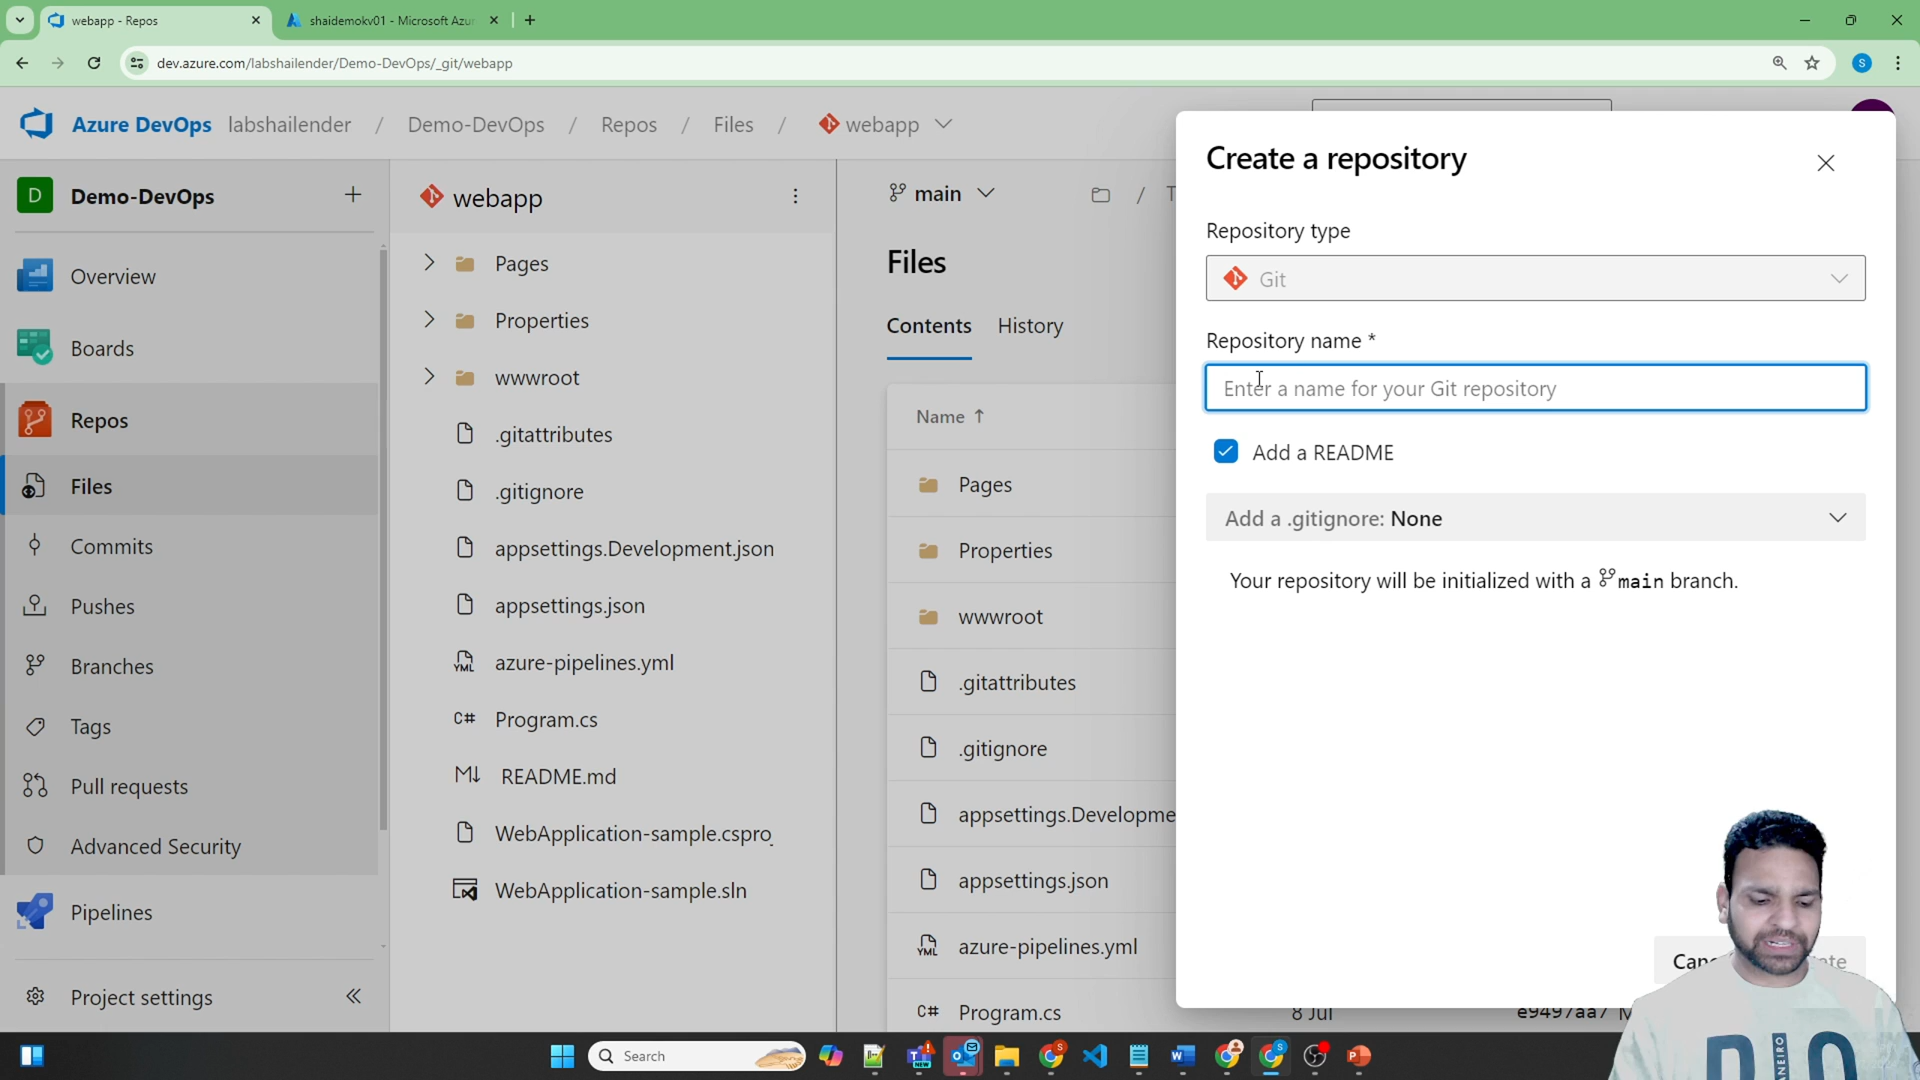 webapp - Repos
shaidemokv01 - Microsoft Azu
dev.azure.com/labshailender/Demo-DevOps/_git/webapp
S
Azure DevOps labshailender / Demo-DevOps / Repos / Files / webapp
D Demo-DevOps
Overview
Boards
Repos
Files
Commits
Pushes
Branches
Tags
Pull requests
Advanced Security
Pipelines
Project settings
webapp
Pages
Properties
wwwroot
.gitattributes
.gitignore
appsettings.Development.json
appsettings.json
YML azure-pipelines.yml
C# Program.cs
M↓ README.md
WebApplication-sample.cspro
WebApplication-sample.sln
main / T
Files
Contents History
Name ↑
Pages
Properties
wwwroot
.gitattributes
.gitignore
appsettings.Developme
appsettings.json
YML azure-pipelines.yml
C# Program.cs 8 Jul e9497aa7 M
Create a repository
Repository type
Git
Repository name *
Enter a name for your Git repository
Add a README
Add a .gitignore: None
Your repository will be initialized with a main branch.
Canc te
Search